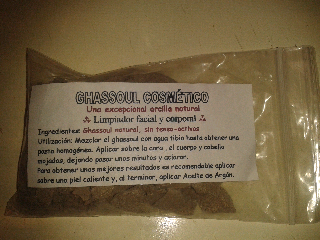 GHASSOUL COSMÉTICO
Una excepcional arcilla natural
Limpiador facial y corporal
Ingredientes: Ghassoul natural, sin tenso-activos
Utilización: Mezclar el ghassoul con agua tibia hasta obtener una
pasta homogénea. Aplicar sobre la cara , el cuerpo y cabello
mojados, dejando posar unos minutos y aclarar.
Para obtener unos mejores resultados es recomendable aplicar
sobre una piel caliente y, al terminar, aplicar Aceite de Argán.